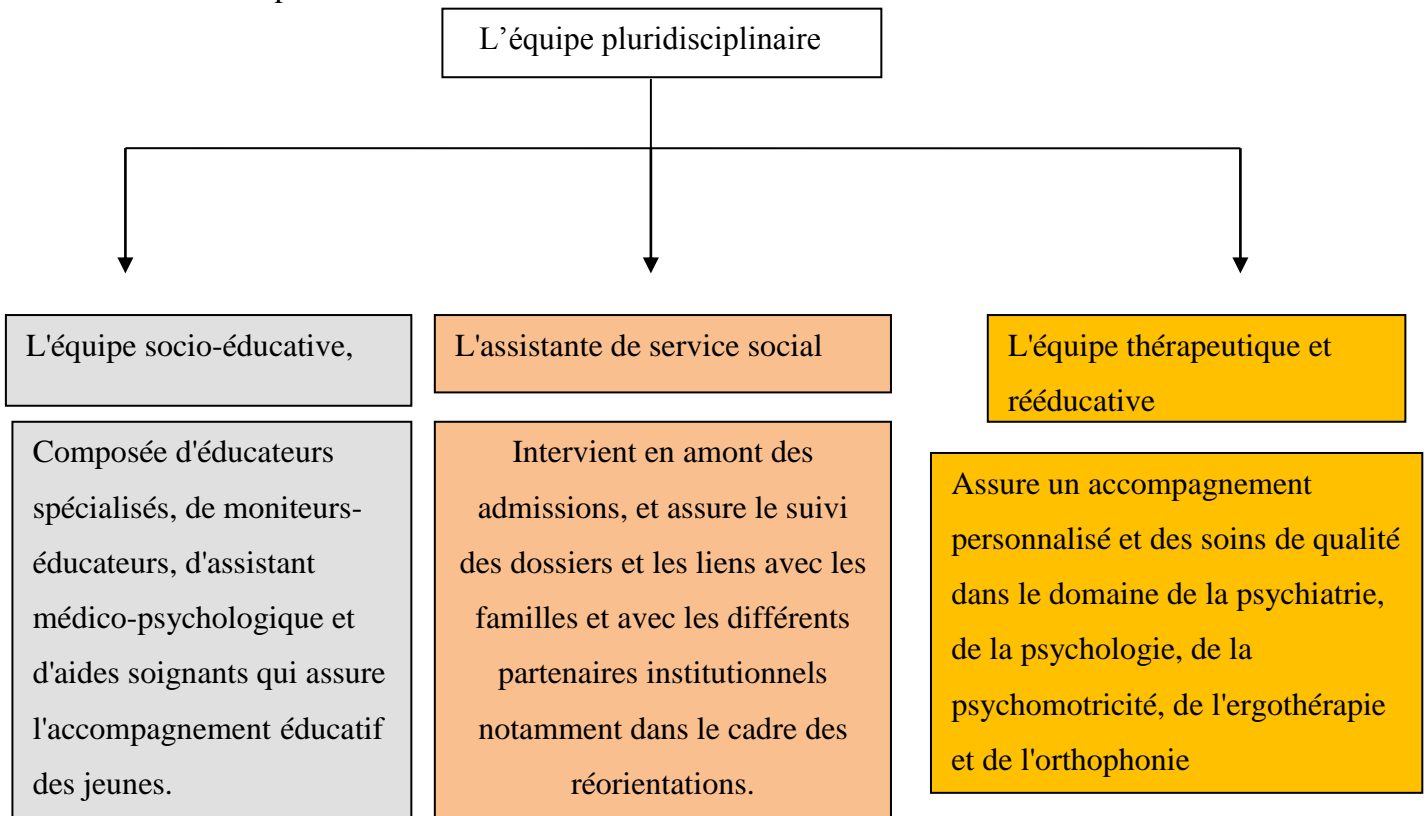 L’équipe pluridisciplinaire
L'équipe socio-éducative,
Composée d'éducateurs
spécialisés, de moniteurs-
éducateurs, d'assistant
médico-psychologique et
d'aides soignants qui assure
l'accompagnement éducatif
des jeunes.
L'assistante de service social
Intervient en amont des
admissions, et assure le suivi
des dossiers et les liens avec les
familles et avec les différents
partenaires institutionnels
notamment dans le cadre des
réorientations.
L'équipe thérapeutique et
rééducative
Assure un accompagnement
personnalisé et des soins de qualité
dans le domaine de la psychiatrie,
de la psychologie, de la
psychomotricité, de l'ergothérapie
et de l'orthophonie